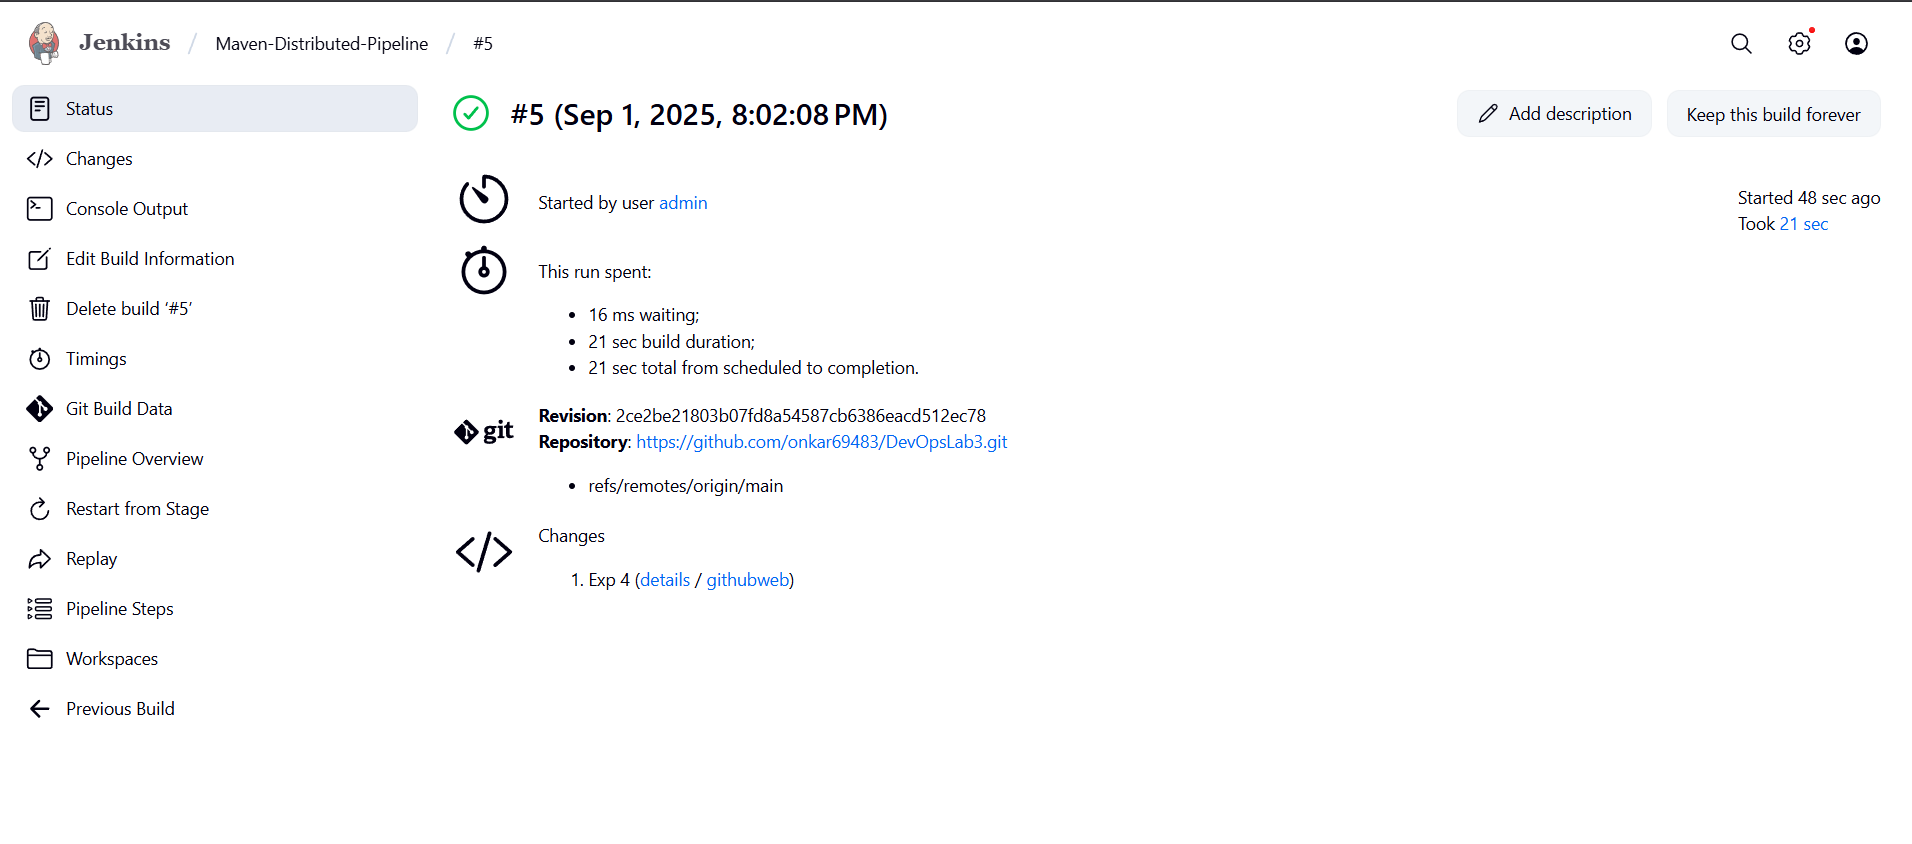 Jenkins / Maven-Distributed-Pipeline / #5
Status
Changes
Console Output
Edit Build Information
Delete build ‘#5’
Timings
Git Build Data
Pipeline Overview
Restart from Stage
Replay
Pipeline Steps
Workspaces
Previous Build
#5 (Sep 1, 2025, 8:02:08 PM)
Add description
Keep this build forever
Started by user admin
Started 48 sec ago
Took 21 sec
This run spent:
• 16 ms waiting;
• 21 sec build duration;
• 21 sec total from scheduled to completion.
git
Revision: 2ce2be21803b07fd8a54587cb6386eacd512ec78
Repository: https://github.com/onkar69483/DevOpsLab3.git
• refs/remotes/origin/main
Changes
1. Exp 4 (details / githubweb)